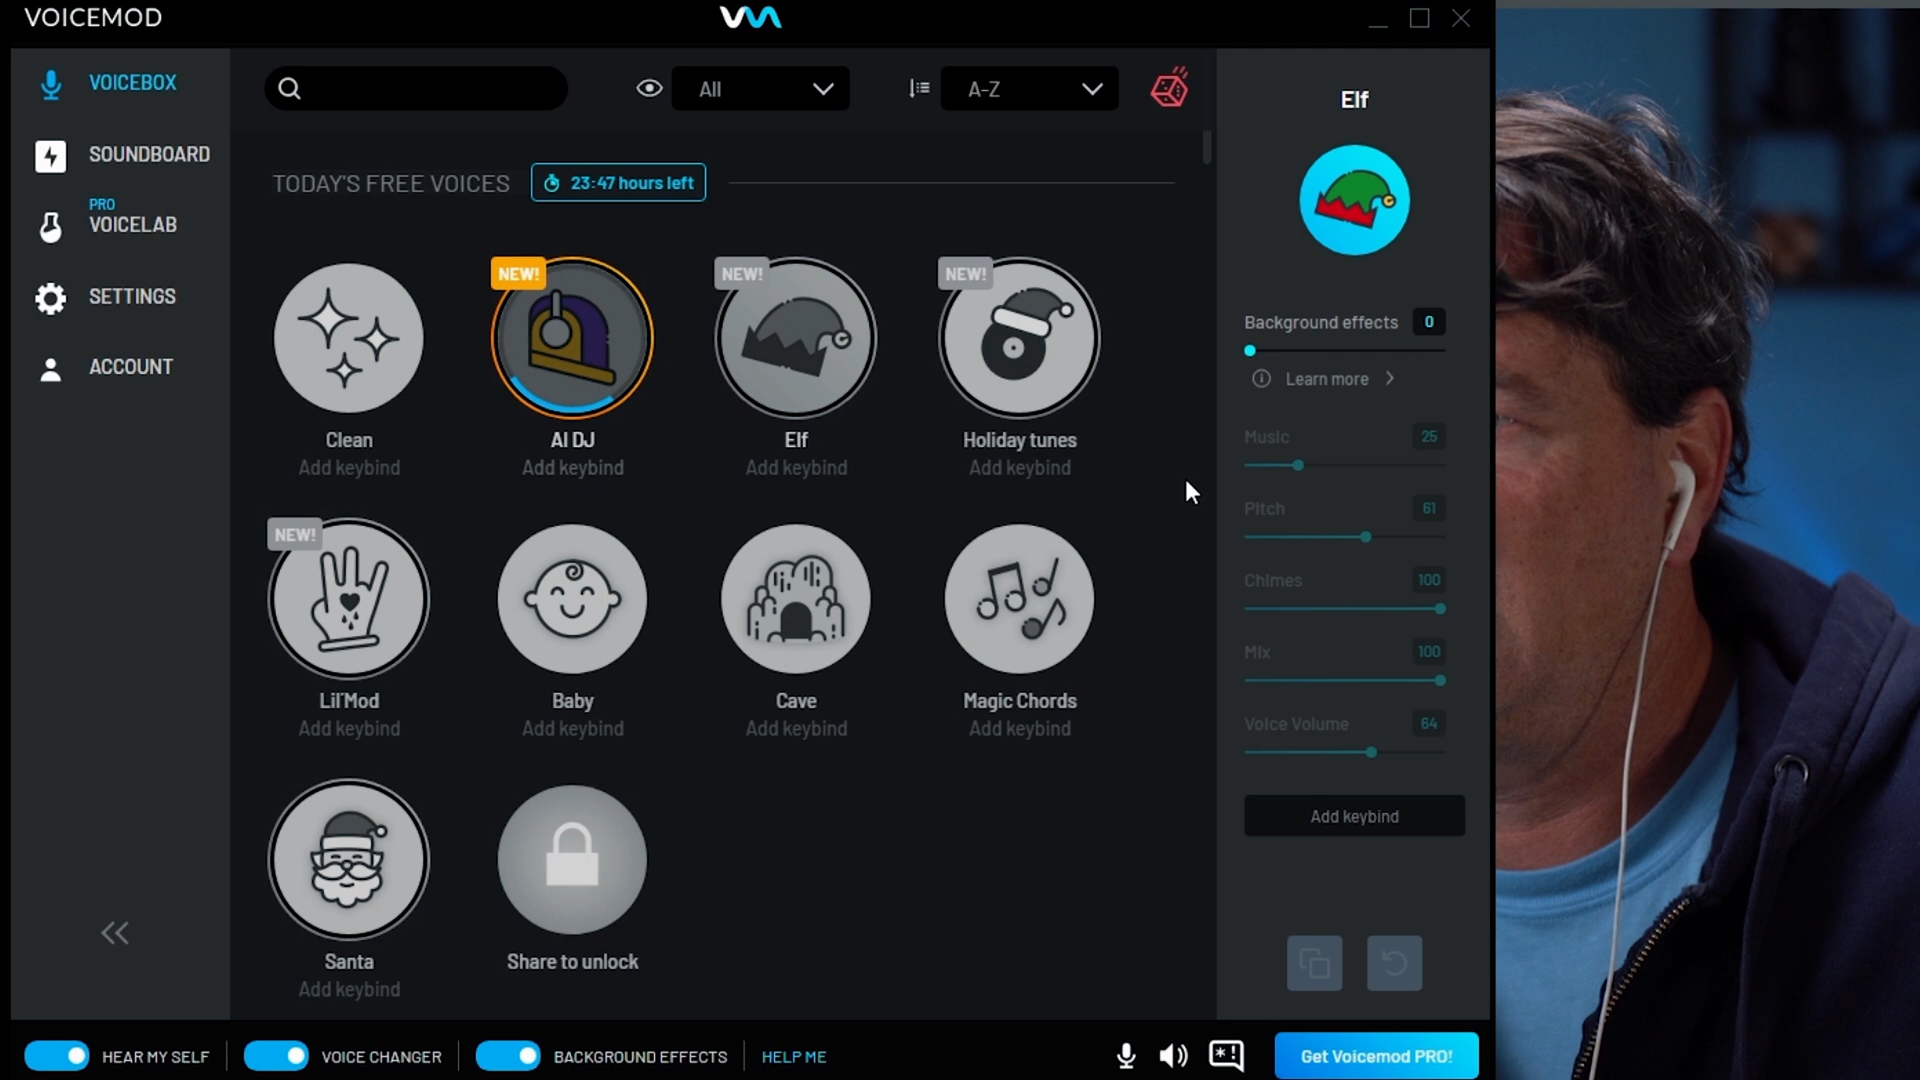 VOICEMOD
VOICEBOX
SOUNDBOARD
PRO
VOICELAB
SETTINGS
ACCOUNT
All
A-Z
TODAY'S FREE VOICES
23:47 hours left
NEW!
NEW!
NEW!
Clean
AI DJ
Elf
Holiday tunes
Add keybind
Add keybind
Add keybind
Add keybind
NEW!
Lil'Mod
Baby
Cave
Magic Chords
Add keybind
Add keybind
Add keybind
Add keybind
Santa
Share to unlock
Add keybind
Elf
Background effects 0
Learn more
Music 25
Pitch 61
Chimes 100
Mix 100
Voice Volume 64
Add keybind
HEAR MY SELF
VOICE CHANGER
BACKGROUND EFFECTS
HELP ME
Get Voicemod PRO!